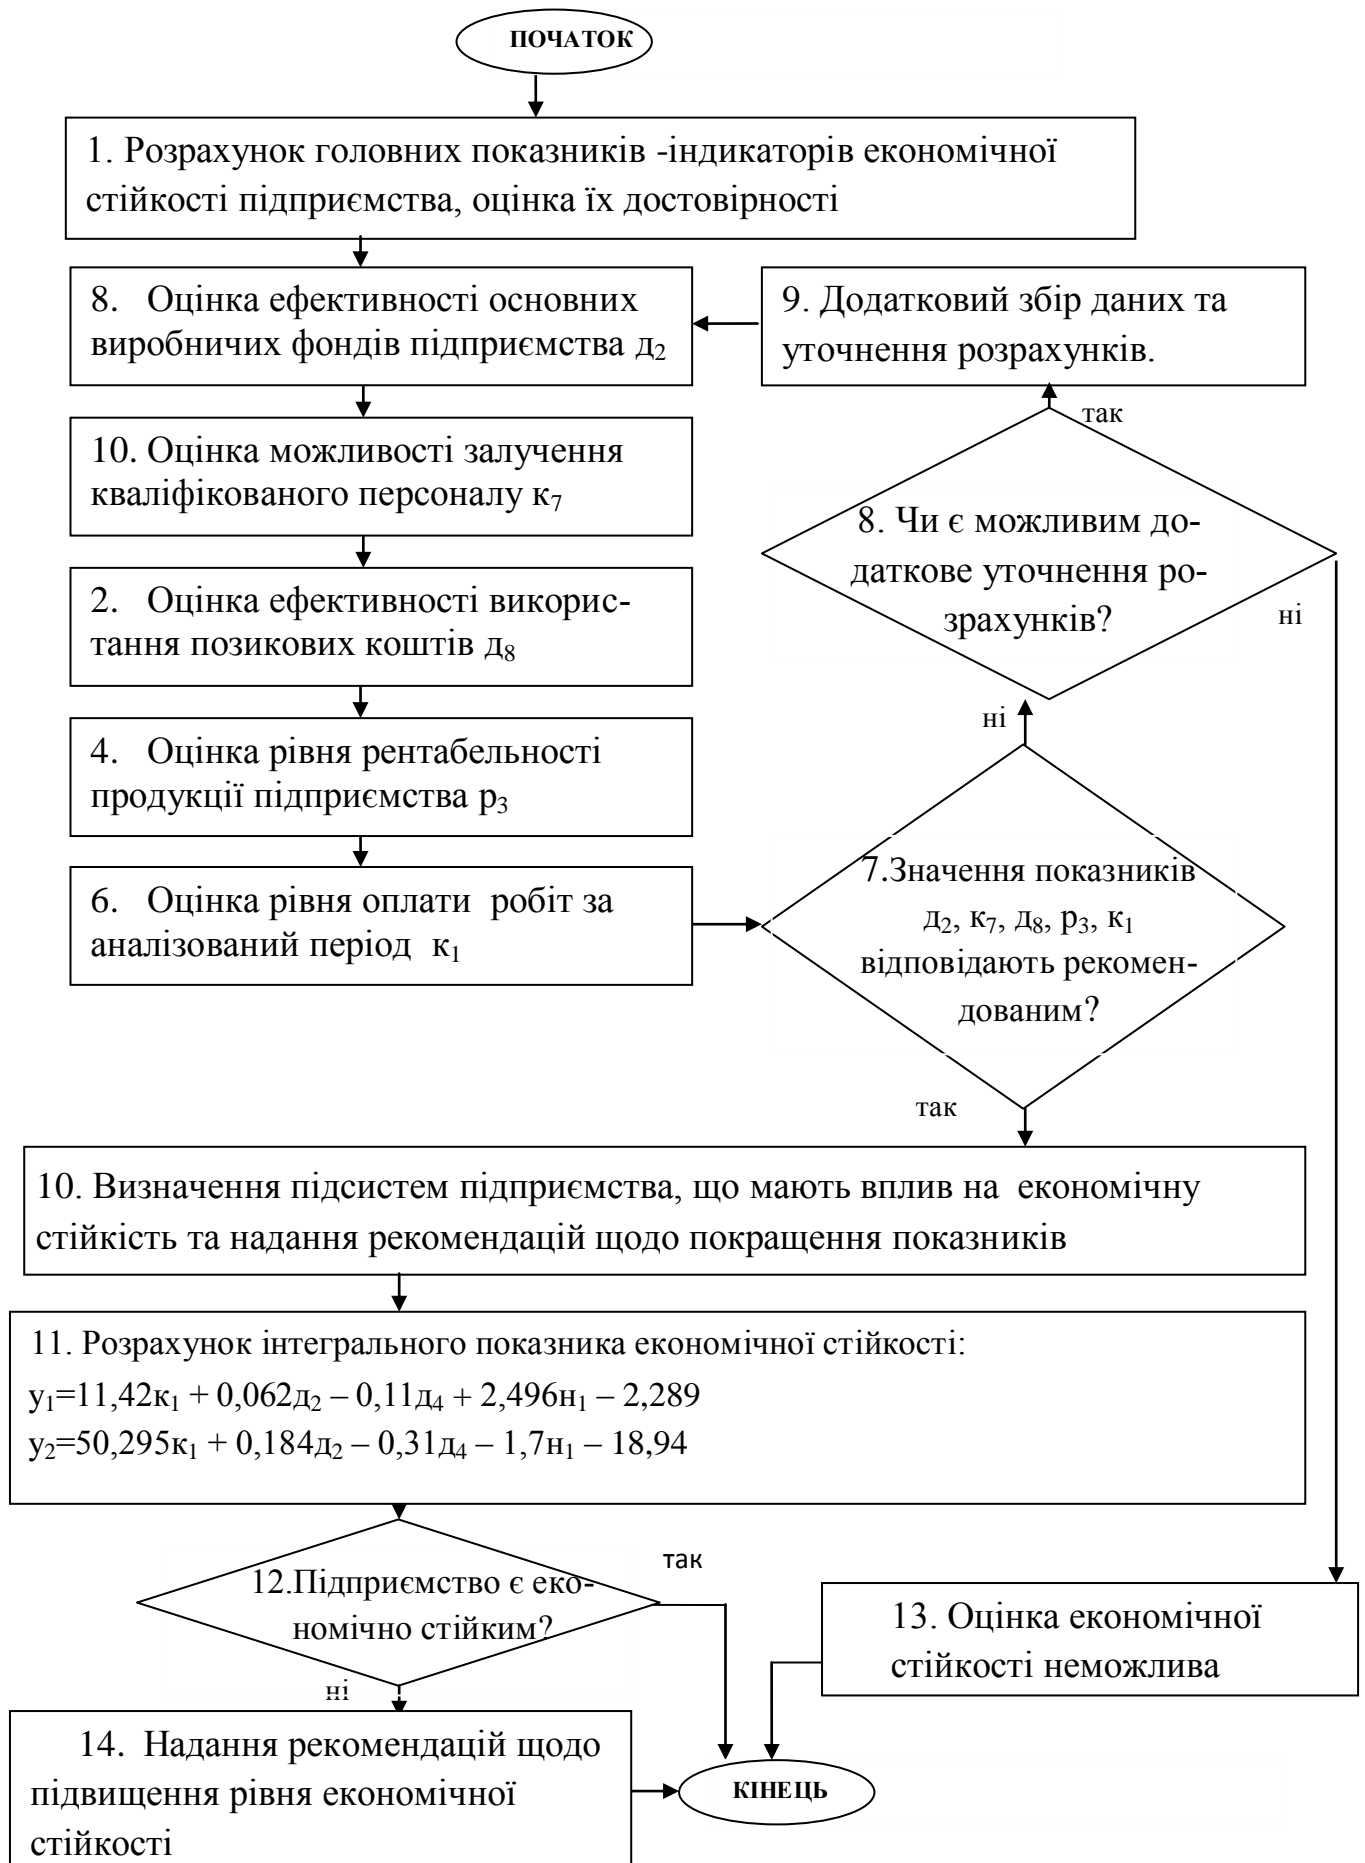 ПОЧАТОК
1. Розрахунок головних показників -індикаторів економічної
стійкості підприємства, оцінка їх достовірності
8. Оцінка ефективності основних
виробничих фондів підприємства д₂
9. Додатковий збір даних та
уточнення розрахунків.
так
10. Оцінка можливості залучення
кваліфікованого персоналу к₇
8. Чи є можливим до-
даткове уточнення ро-
зрахунків?
ні
2. Оцінка ефективності викорис-
тання позикових коштів д₈
ні
4. Оцінка рівня рентабельності
продукції підприємства р₃
6. Оцінка рівня оплати робіт за
аналізований період к₁
7.Значення показників
д₂, к₇, д₈, р₃, к₁
відповідають рекомен-
дованим?
так
10. Визначення підсистем підприємства, що мають вплив на економічну
стійкість та надання рекомендацій щодо покращення показників
11. Розрахунок інтегрального показника економічної стійкості:
у₁=11,42к₁ + 0,062д₂ – 0,11д₄ + 2,496н₁ – 2,289
у₂=50,295к₁ + 0,184д₂ – 0,31д₄ – 1,7н₁ – 18,94
12.Підприємство є еко-
номічно стійким?
так
ні
13. Оцінка економічної
стійкості неможлива
14. Надання рекомендацій щодо
підвищення рівня економічної
стійкості
КІНЕЦЬ